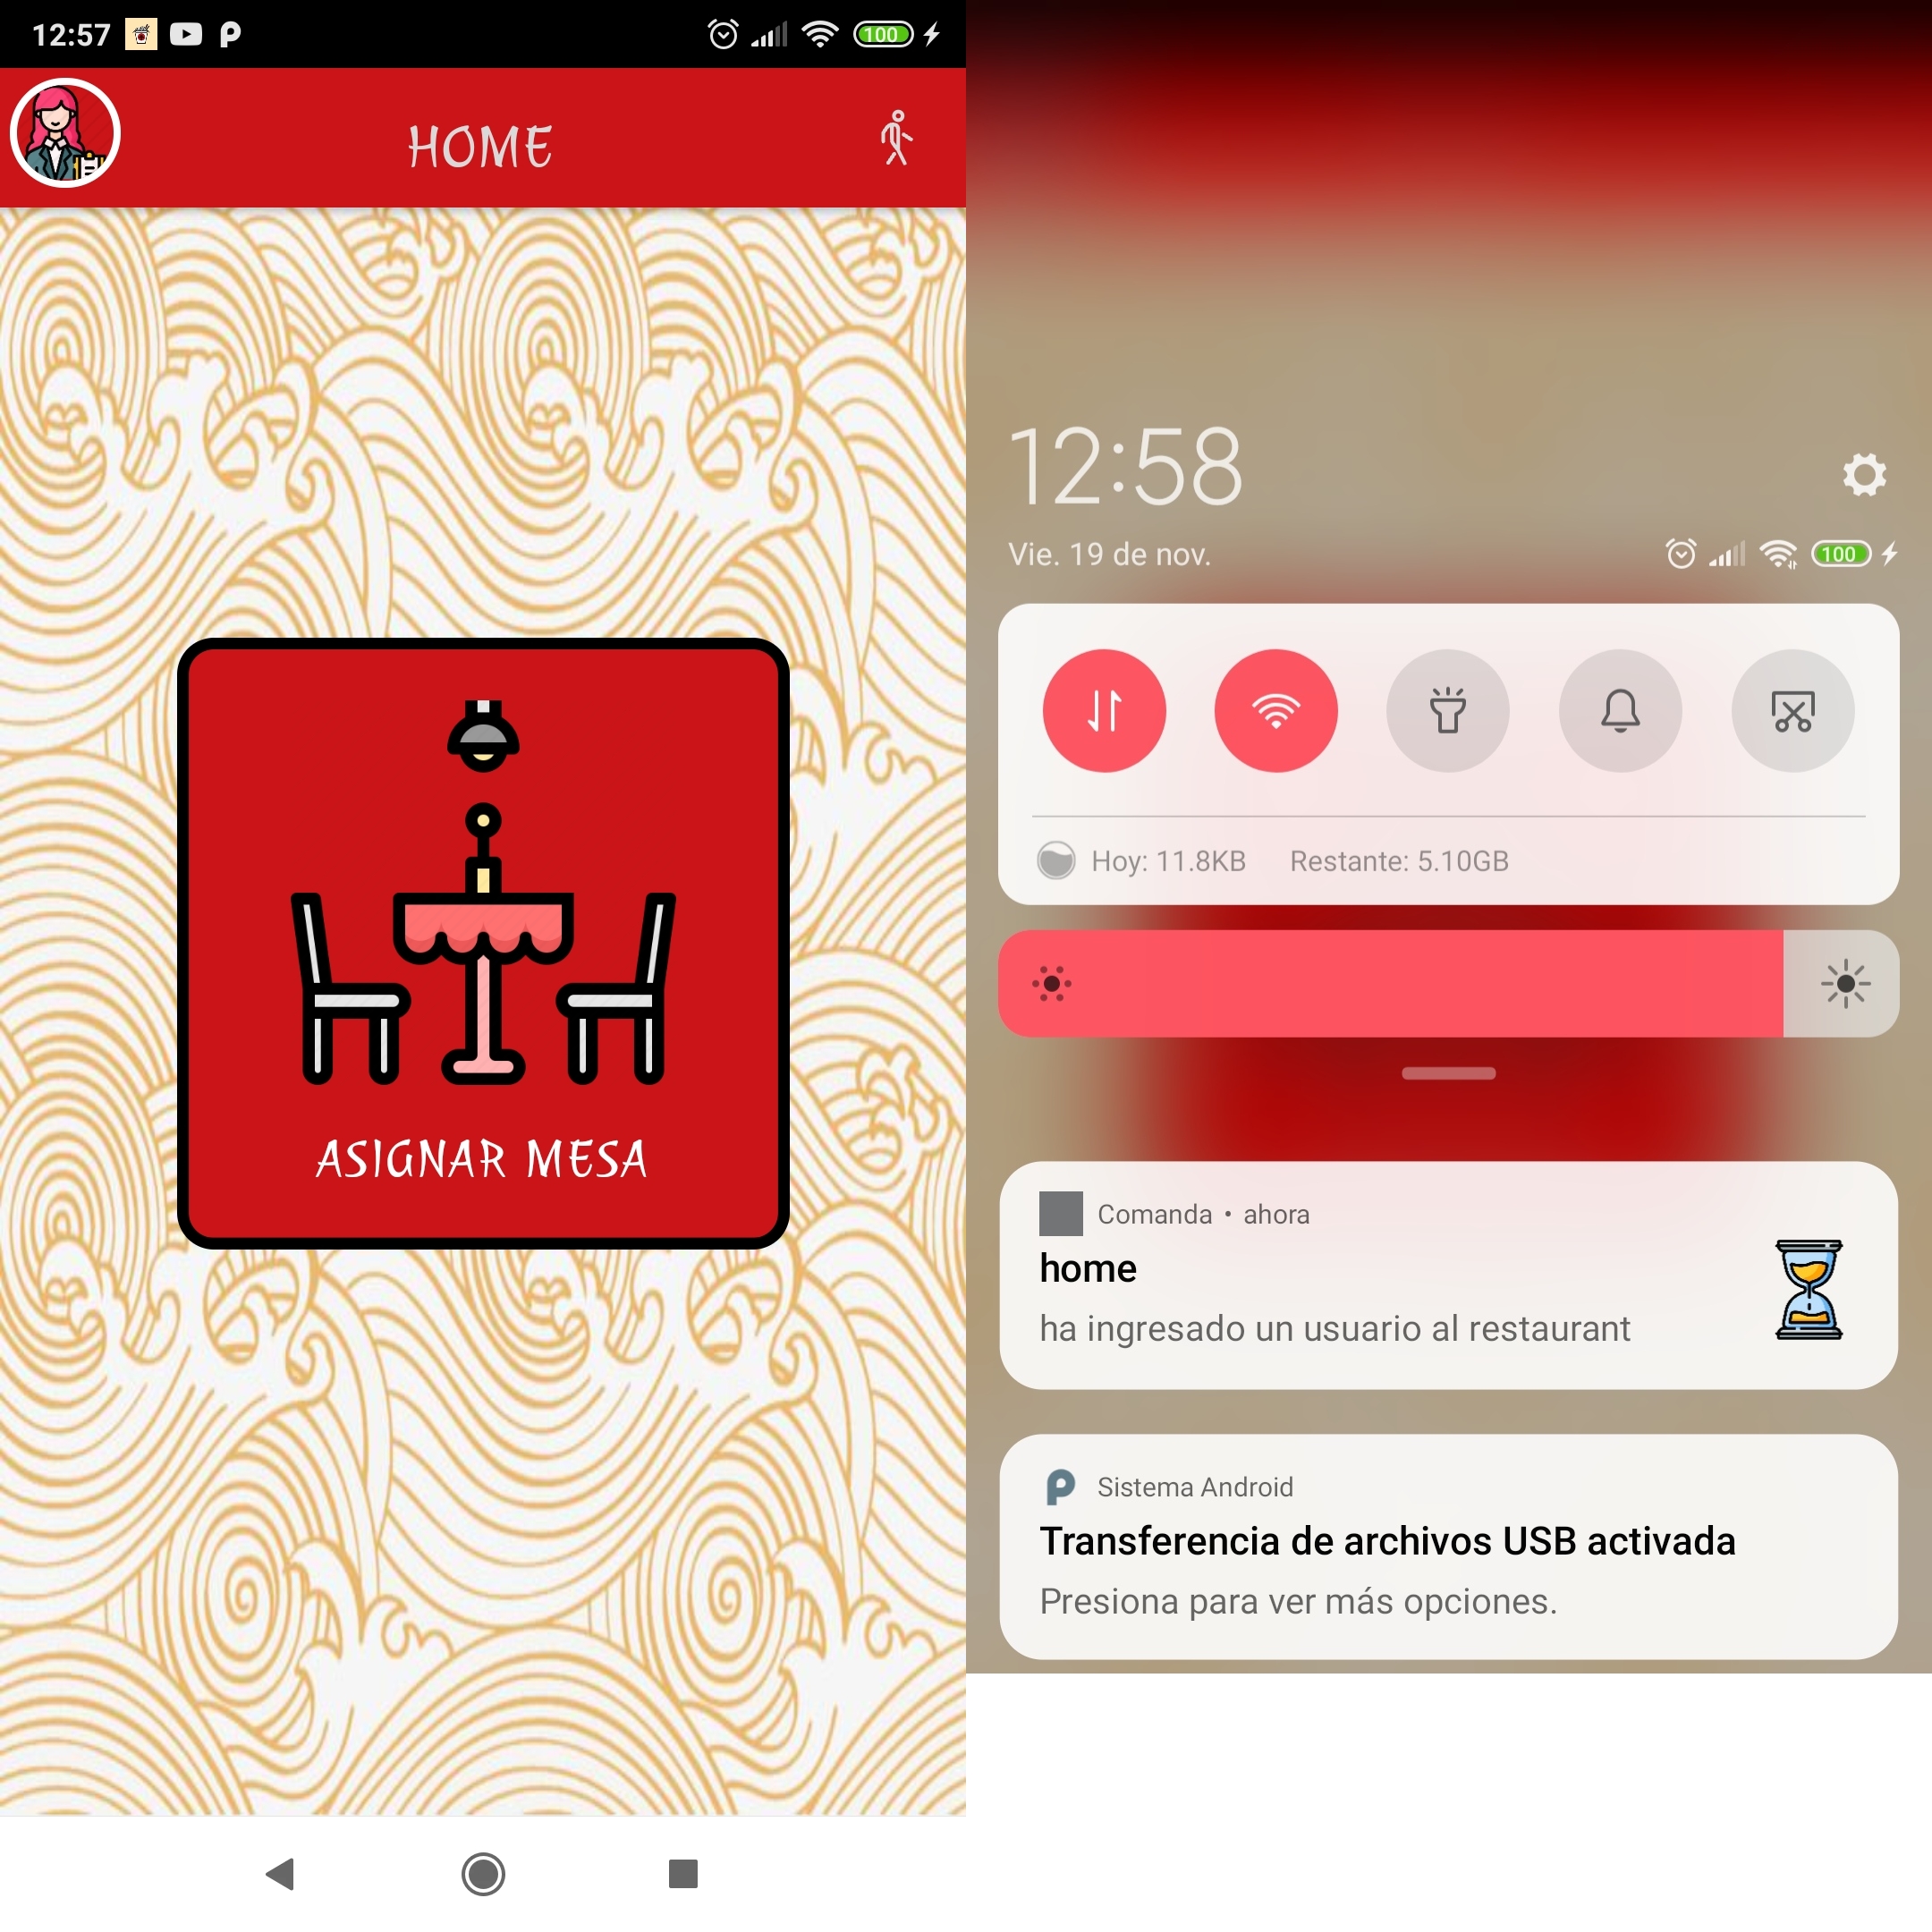 12:57
100
HOME
ASIGNAR MESA
12:58
Vie. 19 de nov.
100
Hoy: 11.8KB Restante: 5.10GB
Comanda • ahora
home
ha ingresado un usuario al restaurant
Sistema Android
Transferencia de archivos USB activada
Presiona para ver más opciones.